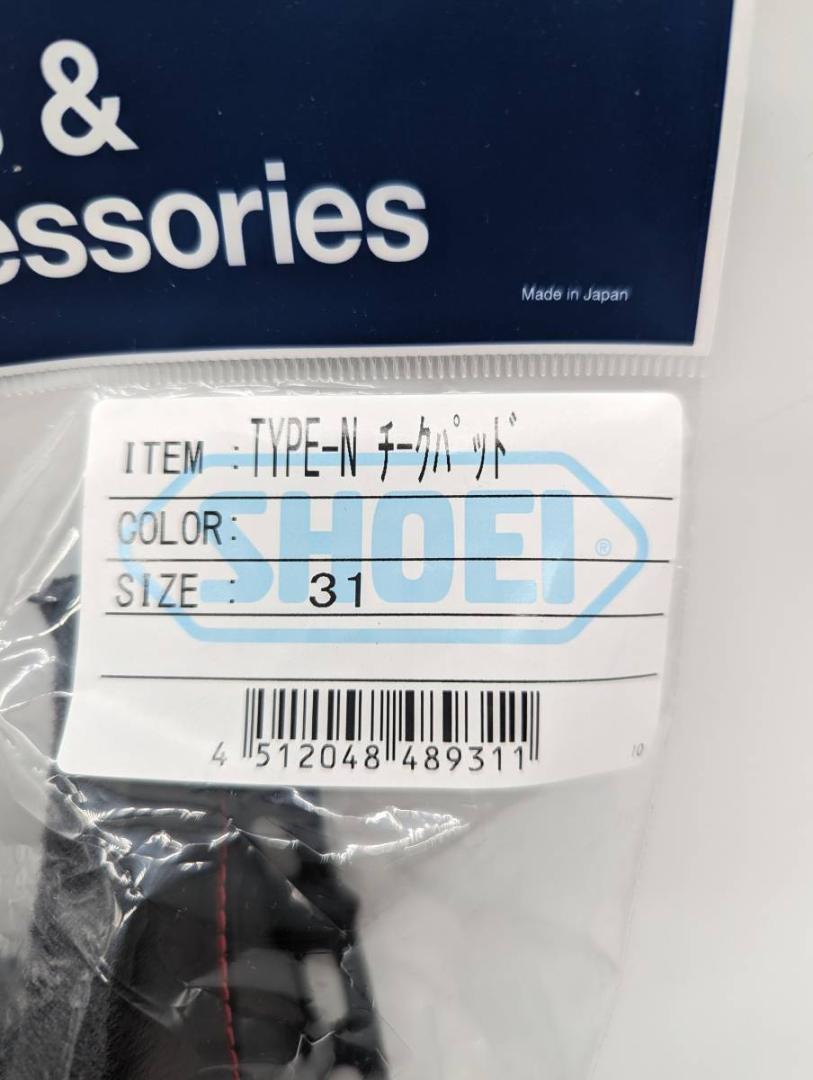 &
essories
Made in Japan
ITEM :TYPE-N ﾁｰｸﾊﾟｯﾄﾞ
COLOR:
SHOEI®
SIZE : 31
4 512048 489311
10